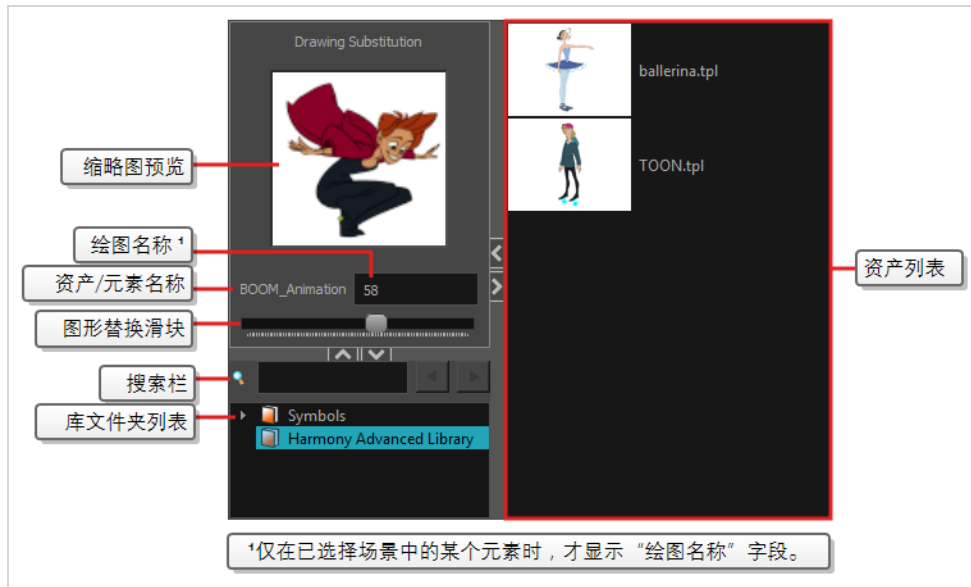 Drawing Substitution
ballerina.tpl
TOON.tpl
缩略图预览
绘图名称 ¹
资产/元素名称
BOOM_Animation 58
资产列表
图形替换滑块
搜索栏
库文件夹列表
Symbols
Harmony Advanced Library
¹仅在已选择场景中的某个元素时，才显示“绘图名称”字段。